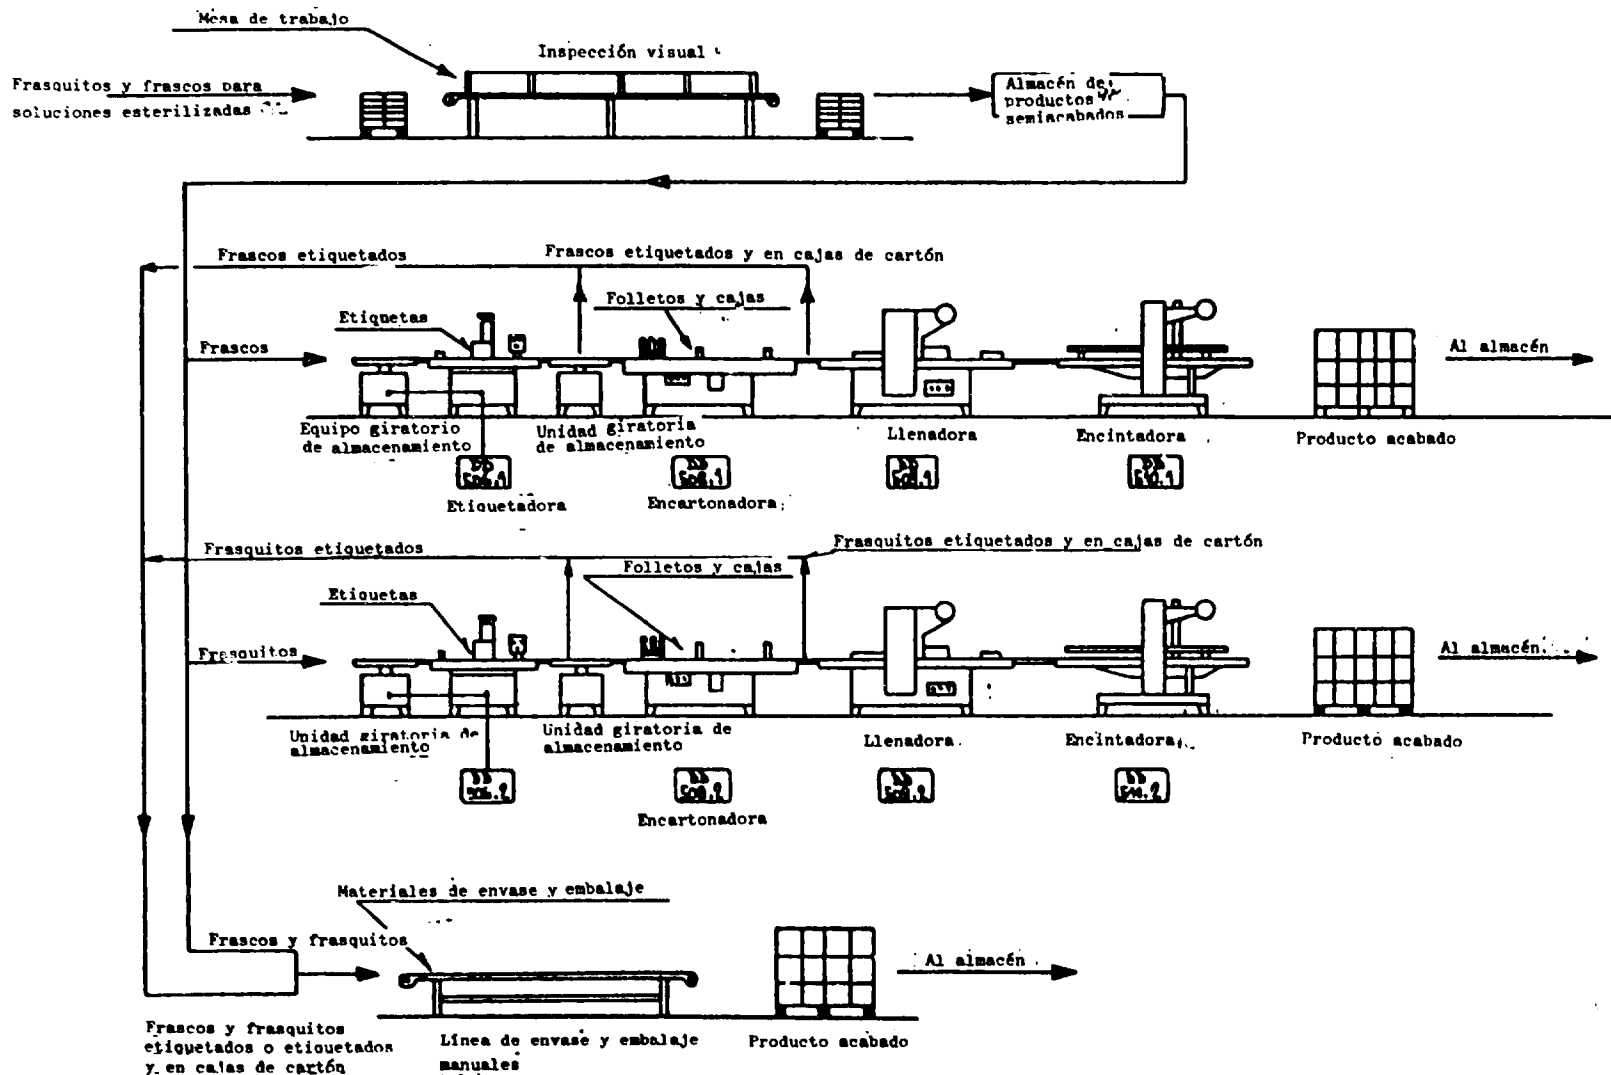 Mesa de trabajo
Inspección visual
Frasquitos y frascos para
soluciones esterilizadas
Almacén de
productos
semiacabados
Frascos etiquetados
Frascos etiquetados y en cajas de cartón
Folletos y cajas
Etiquetas
Frascos
Al almacén
Equipo giratorio
de almacenamiento
Unidad giratoria
de almacenamiento
Llenadora
Encintadora
Producto acabado
Etiquetadora
Encartonadora
Frasquitos etiquetados
Frasquitos etiquetados y en cajas de cartón
Folletos y cajas
Etiquetas
Frasquitos
Al almacén
Unidad giratoria de
almacenamiento
Unidad giratoria de
almacenamiento
Llenadora
Encintadora
Producto acabado
Encartonadora
Materiales de envase y embalaje
Frascos y frasquitos
Al almacén
Frascos y frasquitos
etiquetados o etiquetados
y en cajas de cartón
Línea de envase y embalaje
manuales
Producto acabado